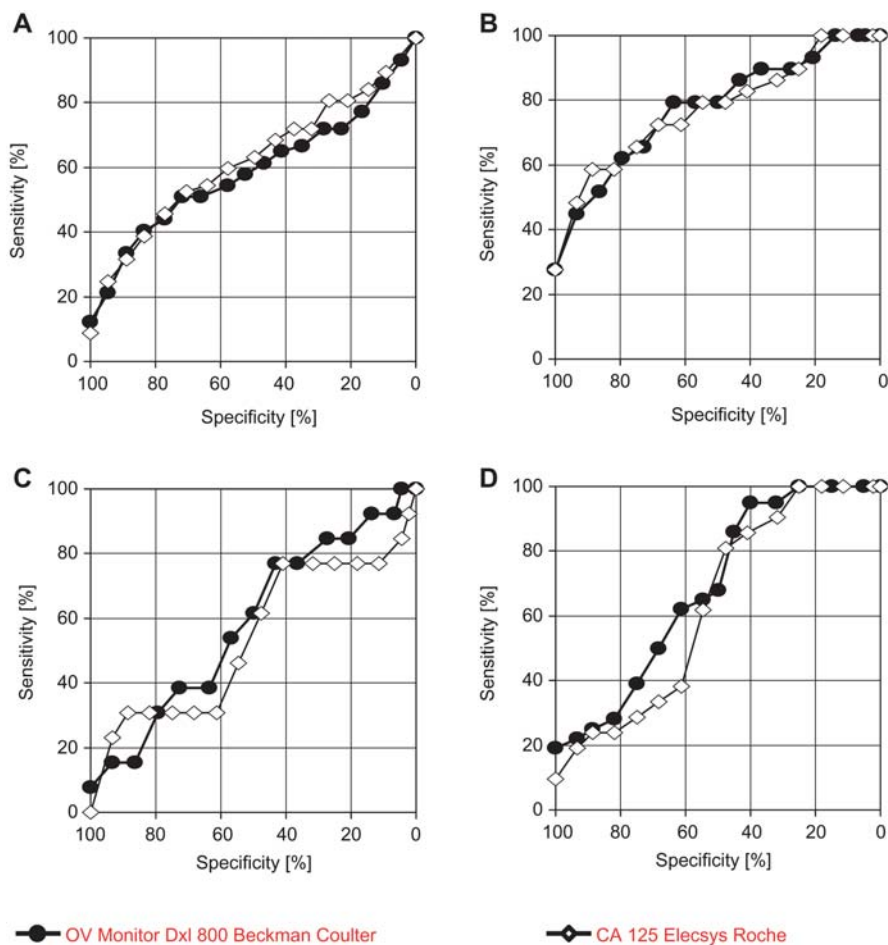 A
100
80
60
40
20
0
Sensitivity [%]
100 80 60 40 20 0
Specificity [%]
B
100
80
60
40
20
0
Sensitivity [%]
100 80 60 40 20 0
Specificity [%]
C
100
80
60
40
20
0
Sensitivity [%]
100 80 60 40 20 0
Specificity [%]
D
100
80
60
40
20
0
Sensitivity [%]
100 80 60 40 20 0
Specificity [%]
OV Monitor DxI 800 Beckman Coulter
CA 125 Elecsys Roche